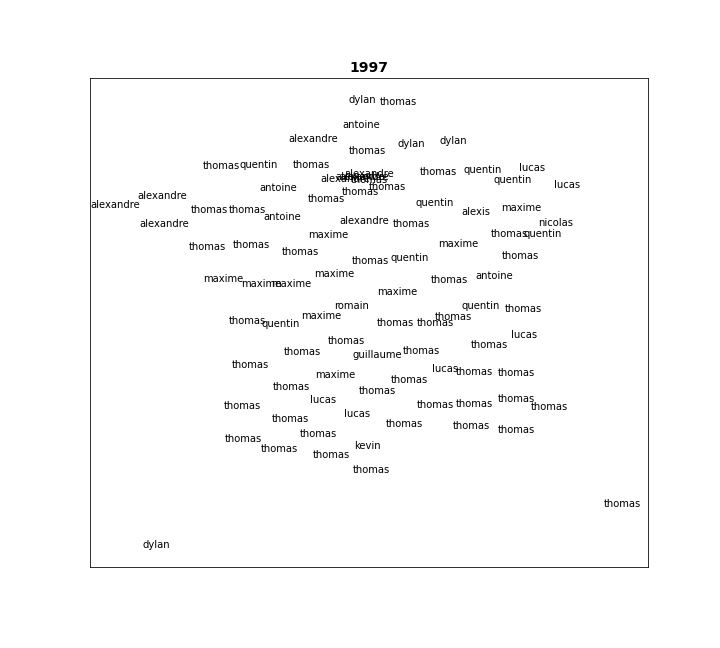 1997
dylan thomas
antoine
alexandre dylan dylan
thomas
thomas quentin thomas thomas quentin lucas
alexandre
alexandre thomas quentin lucas
antoine thomas thomas
alexandre thomas
alexandre quentin
thomas thomas alexis maxime
antoine
alexandre alexandre thomas nicolas
maxime thomas quentin
thomas thomas maxime
thomas quentin thomas
thomas
maxime maxime thomas antoine
maxime maxime
maxime
romain quentin thomas
thomas quentin maxime thomas thomas thomas
lucas
thomas thomas
thomas guillaume thomas
thomas lucas
maxime thomas thomas thomas
thomas thomas
lucas thomas
thomas thomas thomas thomas
lucas
thomas thomas thomas
thomas thomas
thomas
thomas thomas kevin
thomas
thomas
dylan